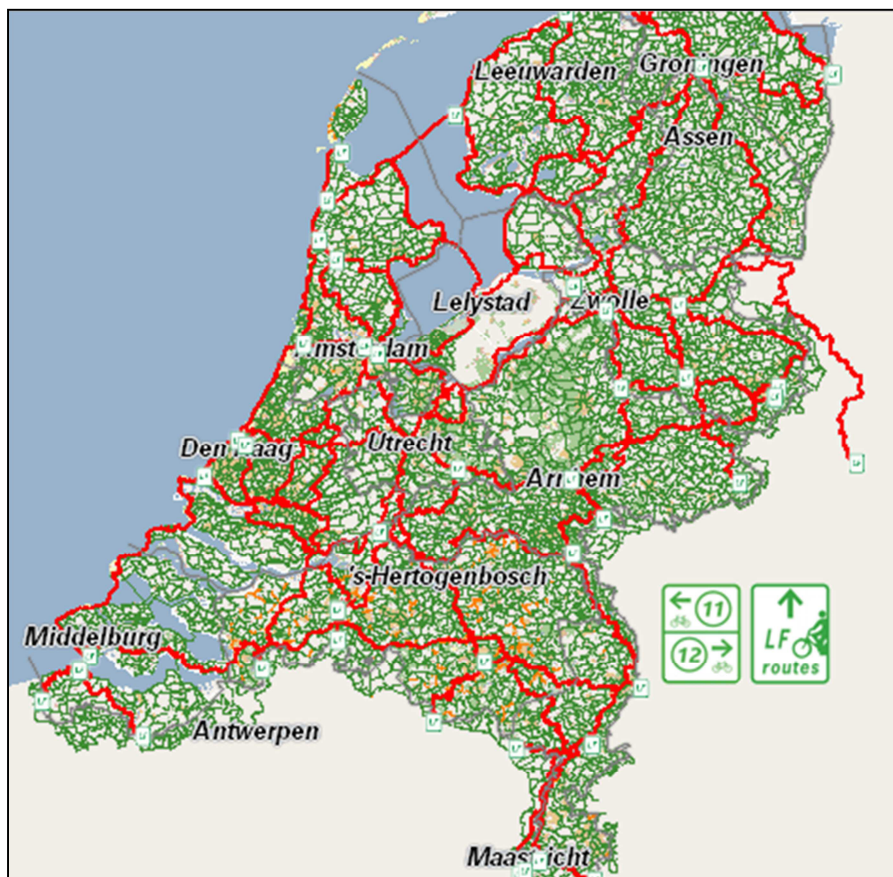 Leeuwarden
Groningen
Assen
Lelystad
Zwolle
Amsterdam
Den Haag
Utrecht
Arnhem
's-Hertogenbosch
11
12
LF
routes
Middelburg
Antwerpen
Maastricht